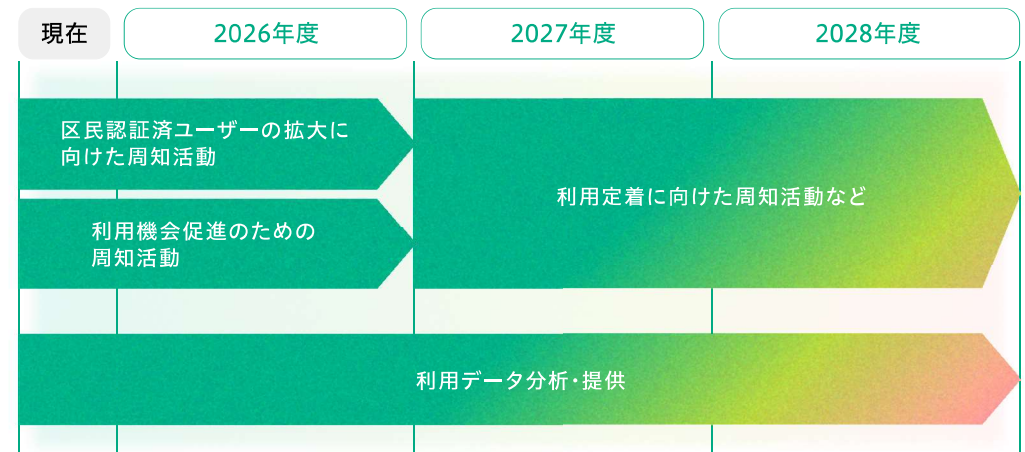 現在
2026年度
2027年度
2028年度
区民認証済ユーザーの拡大に
向けた周知活動
利用機会促進のための
周知活動
利用定着に向けた周知活動など
利用データ分析・提供